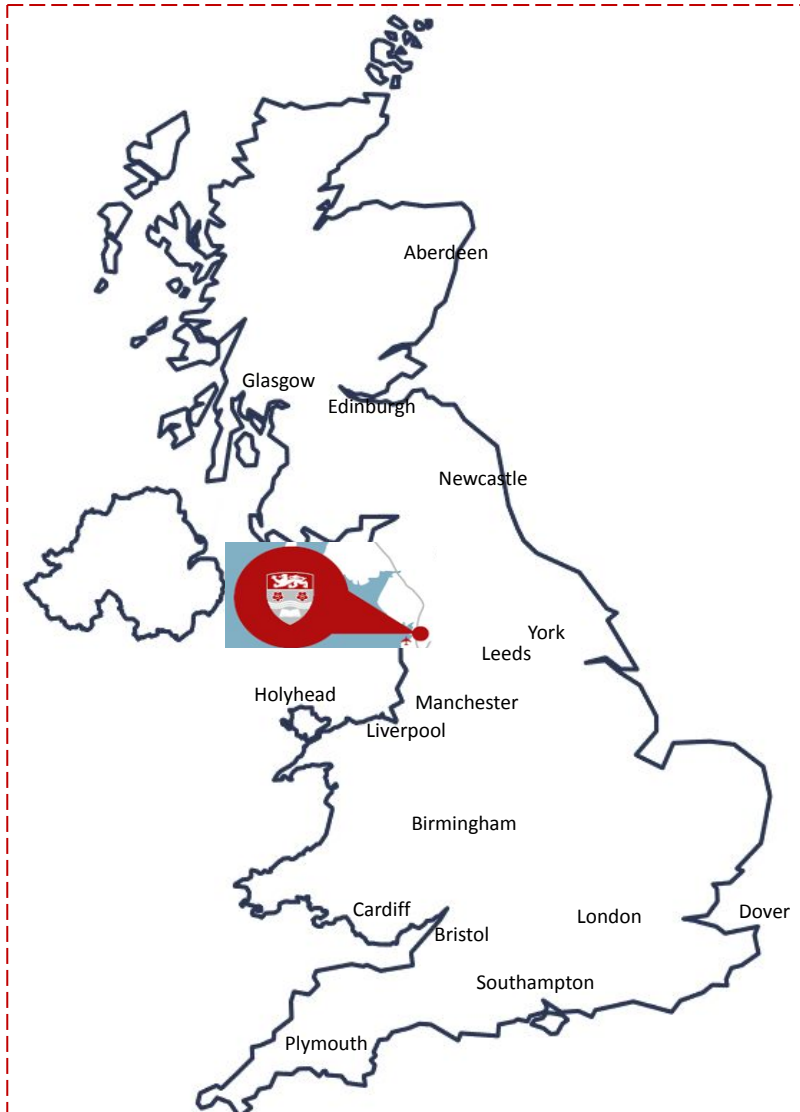 Aberdeen
Glasgow
Edinburgh
Newcastle
York
Leeds
Holyhead
Manchester
Liverpool
Birmingham
Cardiff
London
Dover
Bristol
Southampton
Plymouth